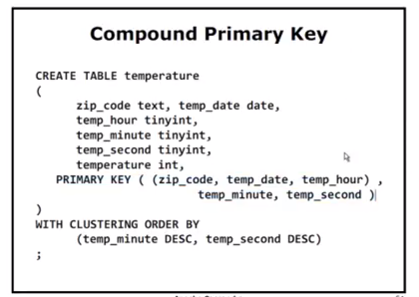 Compound Primary Key
CREATE TABLE temperature
(
zip_code text, temp_date date,
temp_hour tinyint,
temp_minute tinyint,
temp_second tinyint,
temperature int,
PRIMARY KEY ( (zip_code, temp_date, temp_hour) ,
temp_minute, temp_second )
)
WITH CLUSTERING ORDER BY
(temp_minute DESC, temp_second DESC)
;